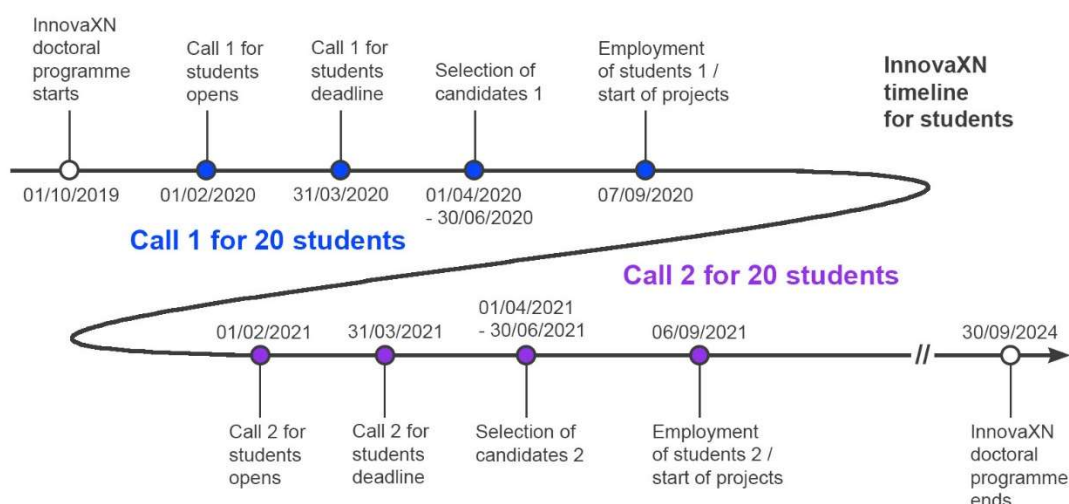 InnovaXN
doctoral
programme
starts
Call 1 for
students
opens
Call 1 for
students
deadline
Selection of
candidates 1
Employment
of students 1 /
start of projects
InnovaXN
timeline
for students
01/10/2019
01/02/2020
31/03/2020
01/04/2020
- 30/06/2020
07/09/2020
Call 1 for 20 students
Call 2 for 20 students
01/02/2021
31/03/2021
01/04/2021
- 30/06/2021
06/09/2021
//
30/09/2024
Call 2 for
students
opens
Call 2 for
students
deadline
Selection of
candidates 2
Employment
of students 2 /
start of projects
InnovaXN
doctoral
programme
ends